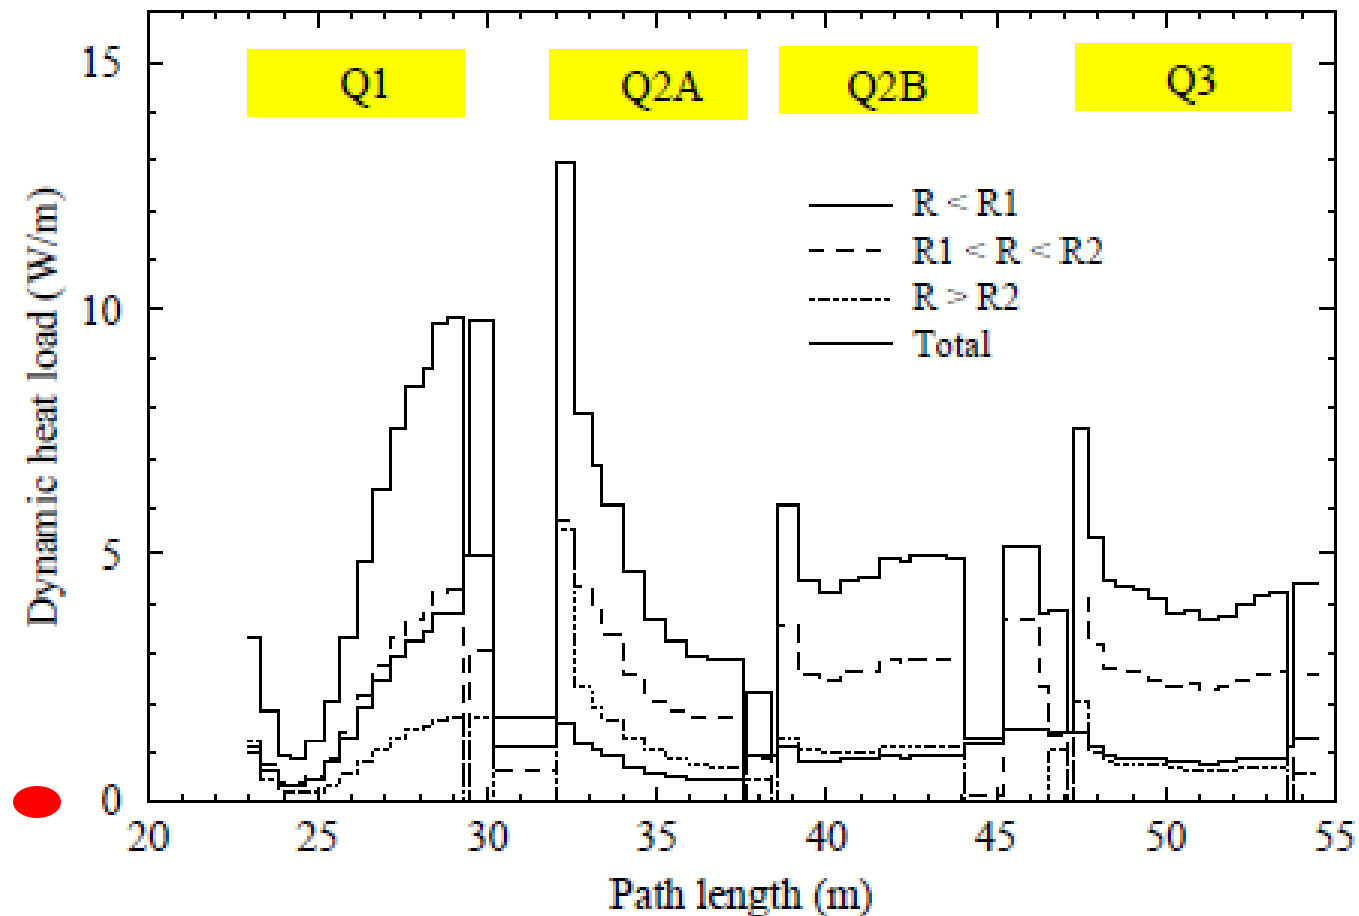 15
Q1
Q2A
Q2B
Q3
R < R1
R1 < R < R2
R > R2
Total
10
5
0
Dynamic heat load (W/m)
20
25
30
35
40
45
50
55
Path length (m)